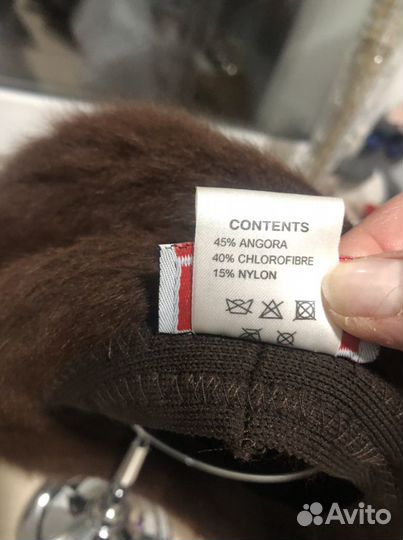 CONTENTS
45% ANGORA
40% CHLOROFIBRE
15% NYLON
Avito